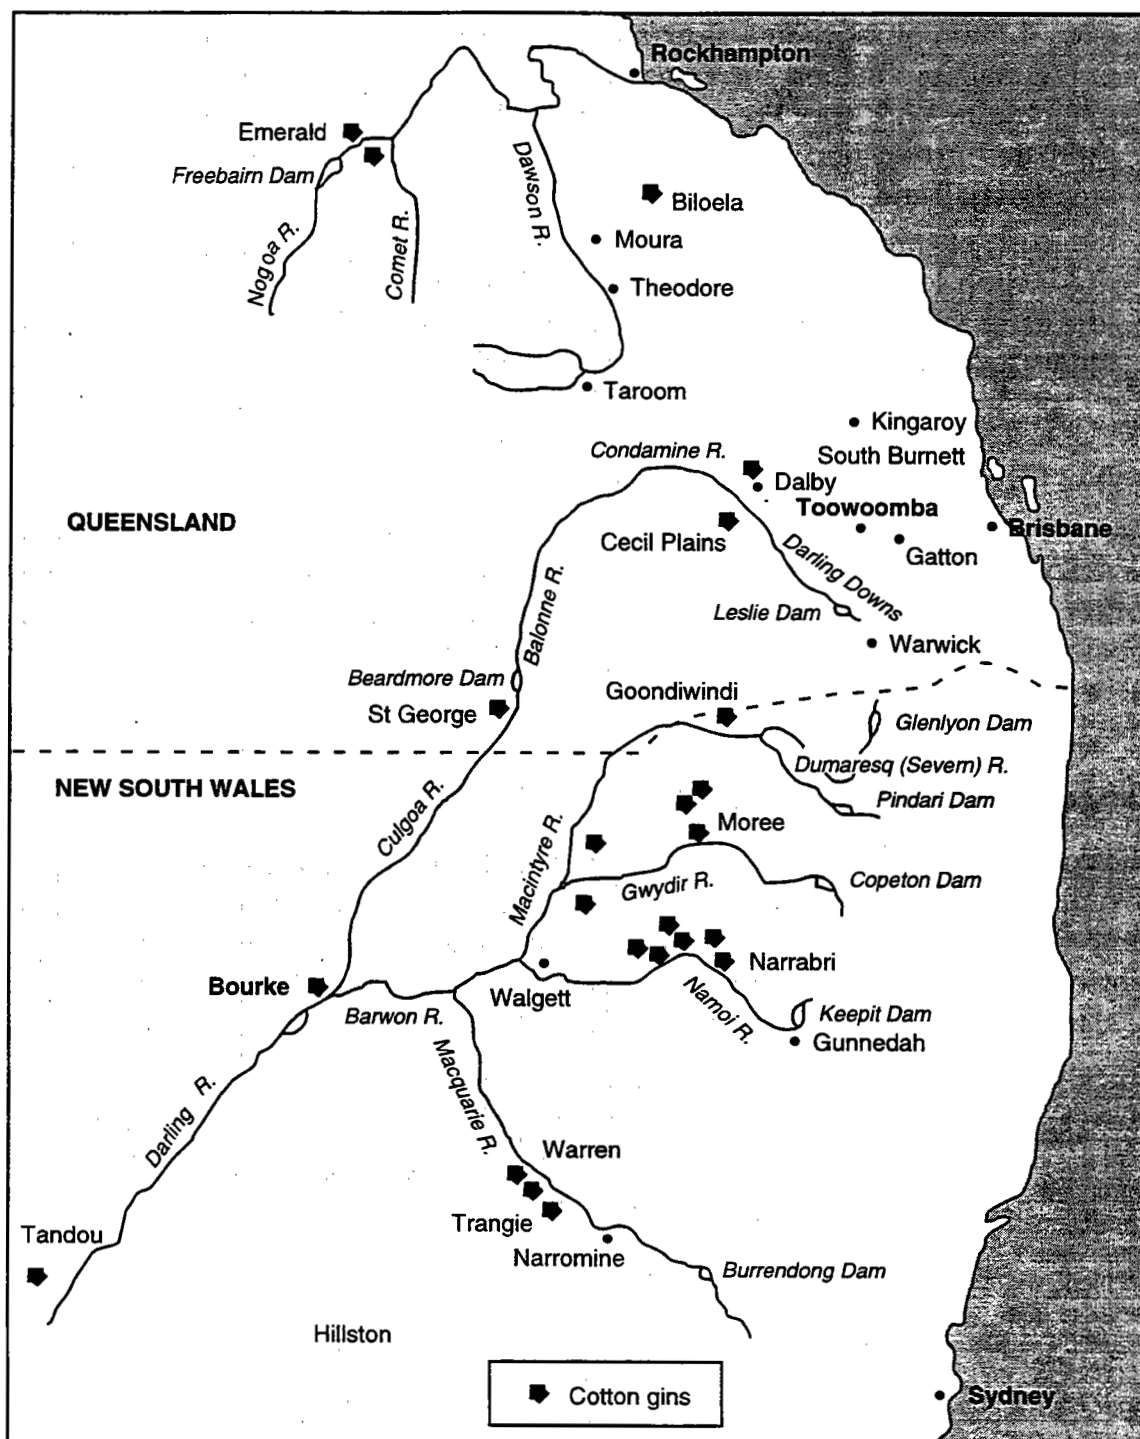 Rockhampton
Emerald
Freebairn Dam
Nogoa R.
Comet R.
Dawson R.
Biloela
Moura
Theodore
Taroom
Kingaroy
South Burnett
Condamine R.
Dalby
Toowoomba
Brisbane
QUEENSLAND
Cecil Plains
Gatton
Darling Downs
Leslie Dam
Warwick
Balonne R.
Beardmore Dam
St George
Goondiwindi
Glenlyon Dam
Dumaresq (Severn) R.
Pindari Dam
NEW SOUTH WALES
Culgoa R.
Macintyre R.
Moree
Gwydir R.
Copeton Dam
Bourke
Barwon R.
Walgett
Narrabri
Namoi R.
Keepit Dam
Gunnedah
Darling R.
Macquarie R.
Warren
Trangie
Narromine
Tandou
Burrendong Dam
Hillston
Cotton gins
Sydney